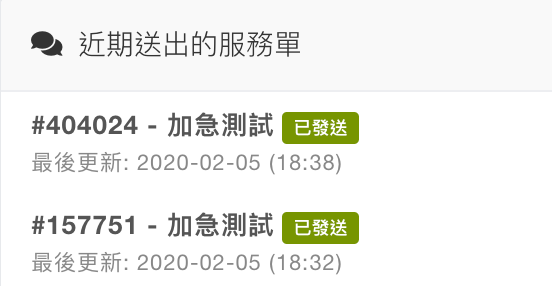 近期送出的服務單
#404024 - 加急測試 已發送
最後更新: 2020-02-05 (18:38)
#157751 - 加急測試 已發送
最後更新: 2020-02-05 (18:32)